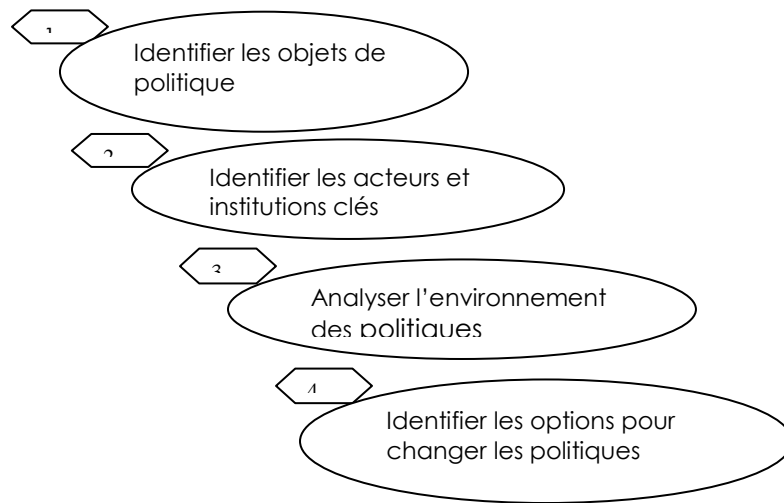 1
Identifier les objets de
politique
2
Identifier les acteurs et
institutions clés
3
Analyser l’environnement
des politiques
4
Identifier les options pour
changer les politiques